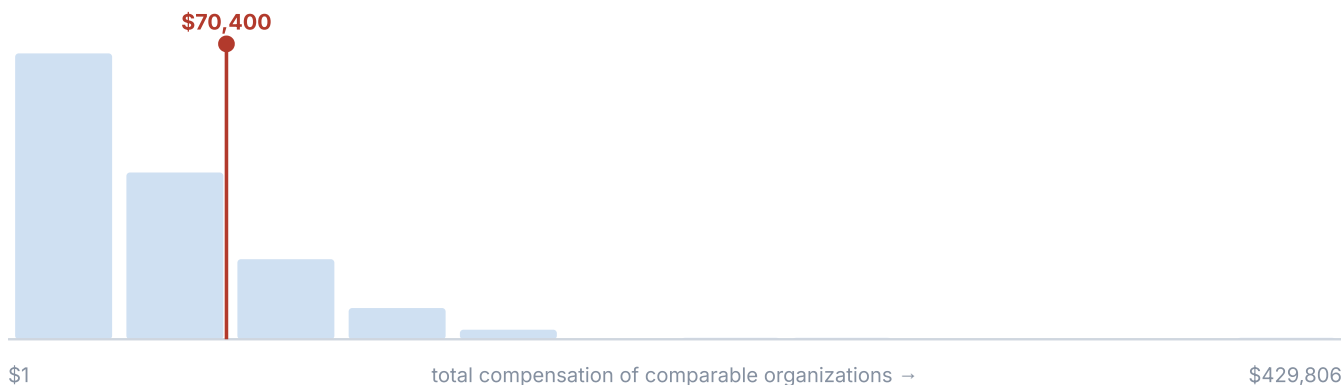 $70,400
$1 total compensation of comparable organizations → $429,806